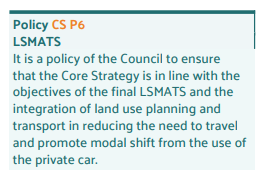 Policy CS P6
LSMATS
It is a policy of the Council to ensure
that the Core Strategy is in line with the
objectives of the final LSMATS and the
integration of land use planning and
transport in reducing the need to travel
and promote modal shift from the use of
the private car.